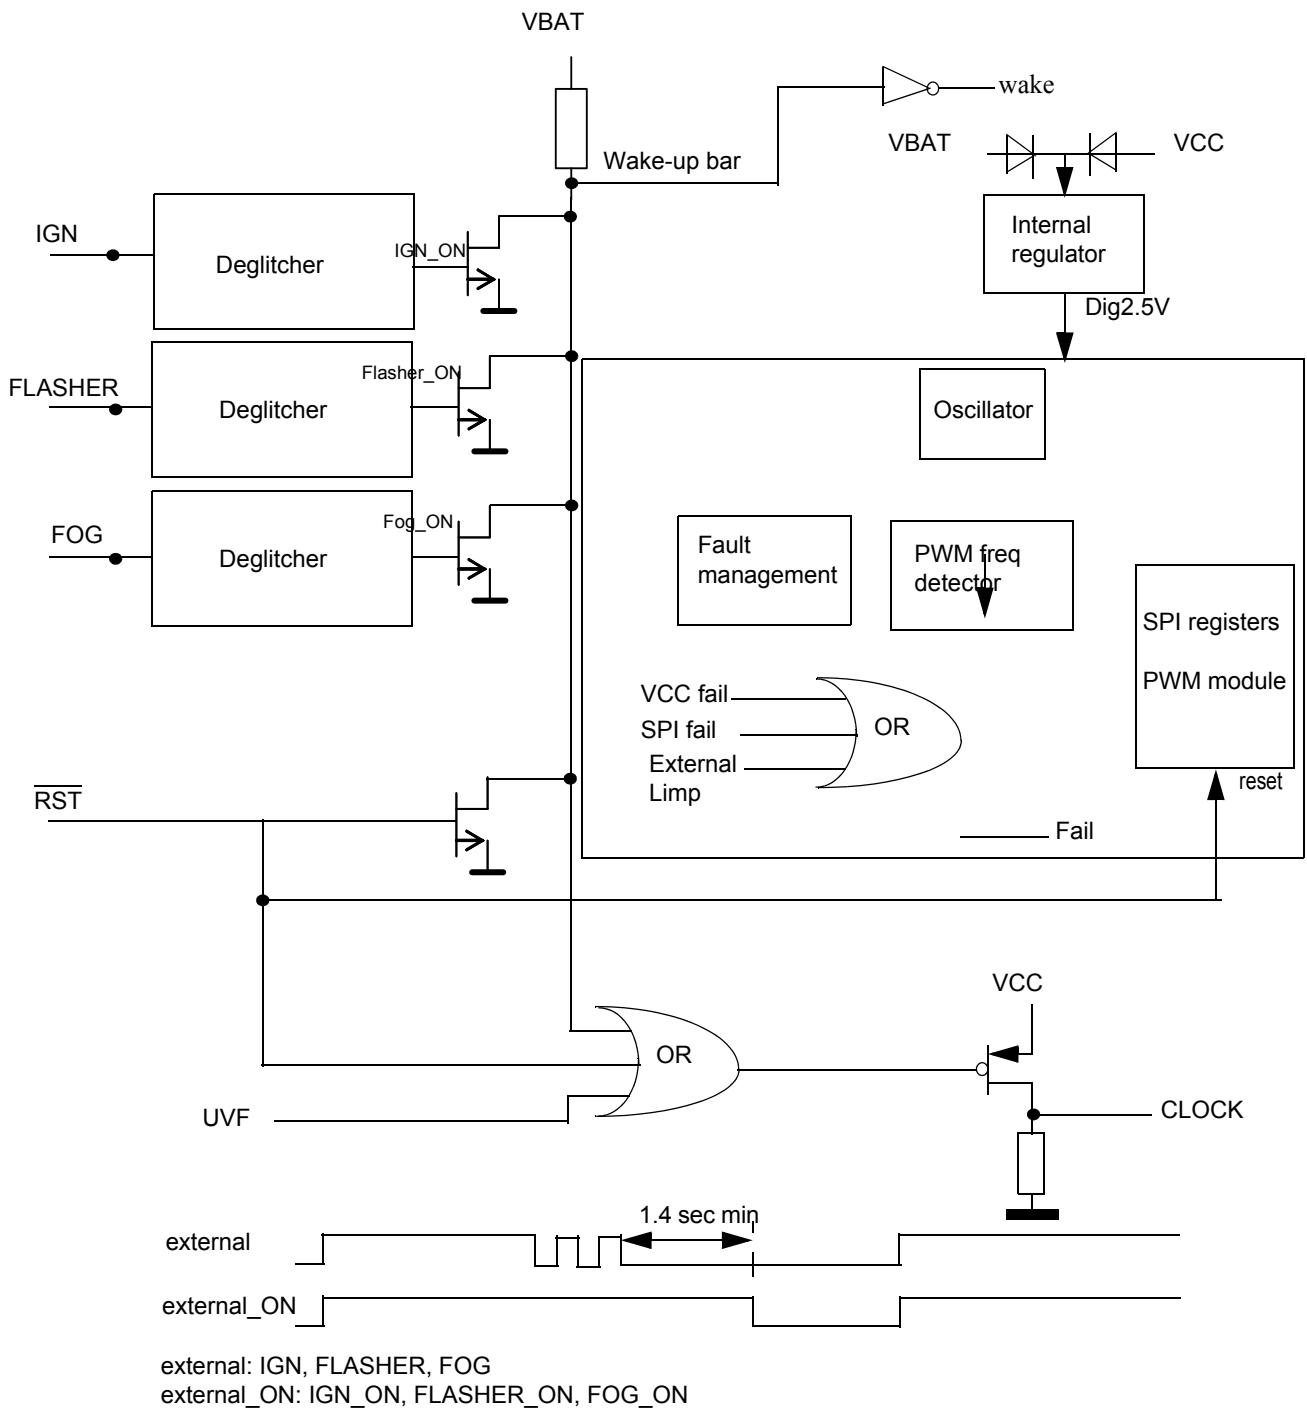 VBAT
wake
VBAT
VCC
Wake-up bar
IGN
Deglitcher
IGN_ON
Internal
regulator
Dig2.5V
FLASHER
Deglitcher
Flasher_ON
Oscillator
FOG
Deglitcher
Fog_ON
Fault
management
PWM freq
detector
SPI registers
PWM module
VCC fail
SPI fail
External
Limp
OR
reset
RST
Fail
VCC
OR
UVF
CLOCK
1.4 sec min
external
external_ON
external: IGN, FLASHER, FOG
external_ON: IGN_ON, FLASHER_ON, FOG_ON